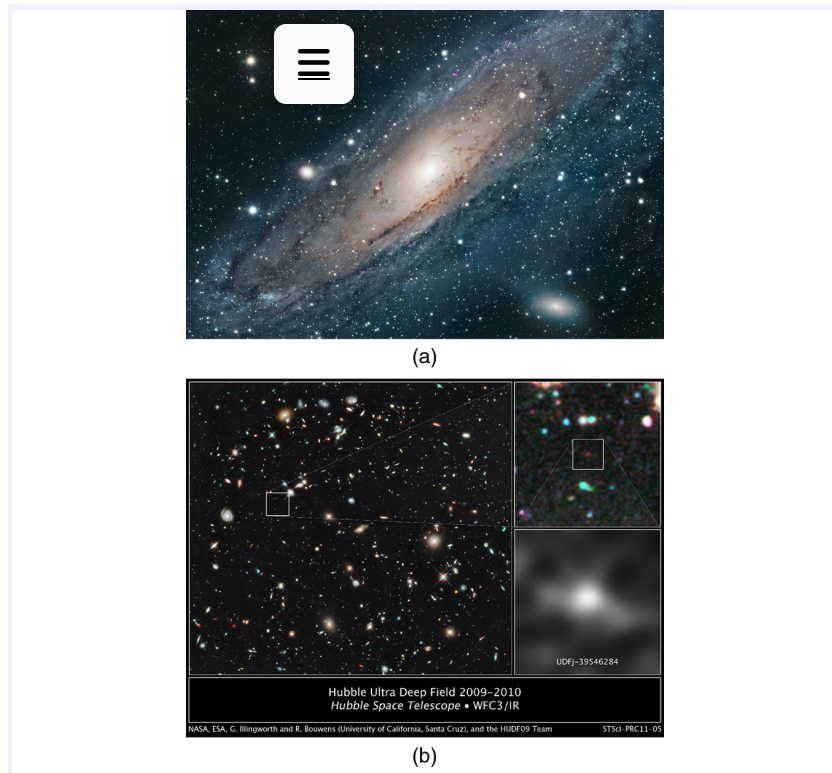 (a)
UDFj-39546284
Hubble Ultra Deep Field 2009–2010
Hubble Space Telescope • WFC3/IR
NASA, ESA, G. Illingworth and R. Bouwens (University of California, Santa Cruz), and the HUDF09 Team STScI-PRC11-05
(b)